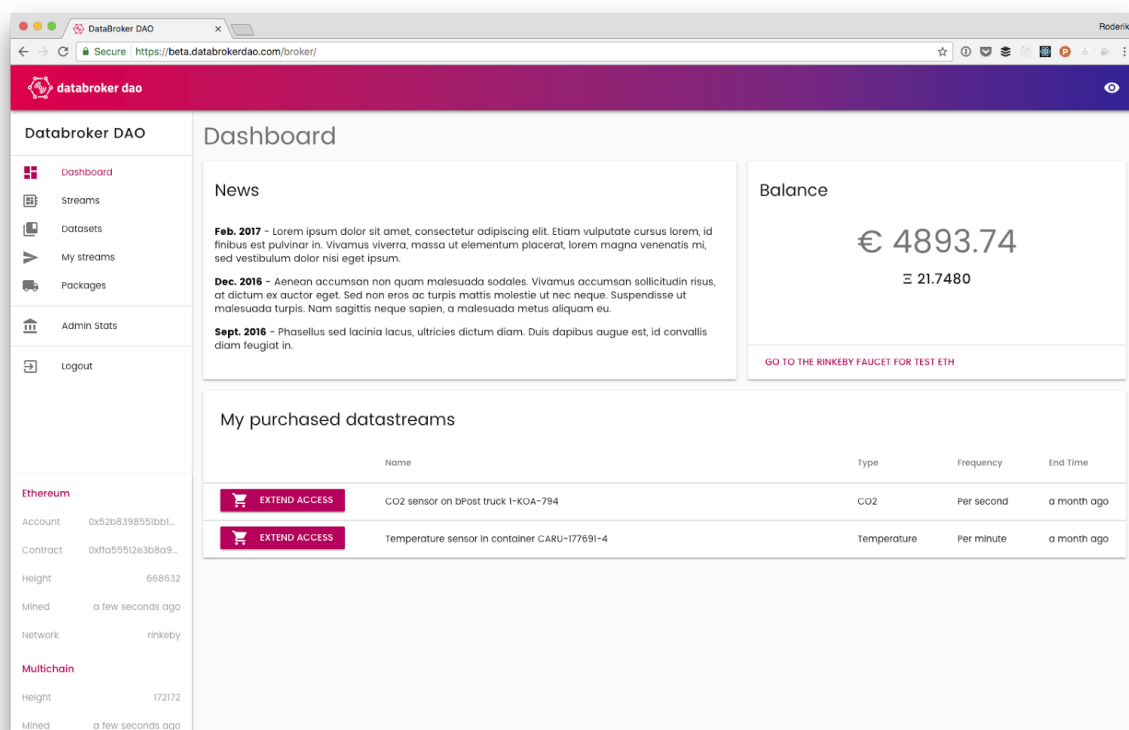 DataBroker DAO
Roderik
Secure https://beta.databrokerdao.com/broker/
databroker dao
Databroker DAO
Dashboard
Streams
Datasets
My streams
Packages
Admin Stats
Logout
Ethereum
Account 0x52b8398551bb1...
Contract 0xffa55512e3b8a9...
Height 668632
Mined a few seconds ago
Network rinkeby
Multichain
Height 172172
Mined a few seconds ago
Dashboard
News
Feb. 2017 - Lorem ipsum dolor sit amet, consectetur adipiscing elit. Etiam vulputate cursus lorem, id
finibus est pulvinar in. Vivamus viverra, massa ut elementum placerat, lorem magna venenatis mi,
sed vestibulum dolor nisi eget ipsum.
Dec. 2016 - Aenean accumsan non quam malesuada sodales. Vivamus accumsan sollicitudin risus,
at dictum ex auctor eget. Sed non eros ac turpis mattis molestie ut nec neque. Suspendisse ut
malesuada turpis. Nam sagittis neque sapien, a malesuada metus aliquam eu.
Sept. 2016 - Phasellus sed lacinia lacus, ultricies dictum diam. Duis dapibus augue est, id convallis
diam feugiat in.
Balance
€ 4893.74
Ξ 21.7480
GO TO THE RINKEBY FAUCET FOR TEST ETH
My purchased datastreams
Name Type Frequency End Time
EXTEND ACCESS CO2 sensor on bPost truck 1-KOA-794 CO2 Per second a month ago
EXTEND ACCESS Temperature sensor in container CARU-177691-4 Temperature Per minute a month ago